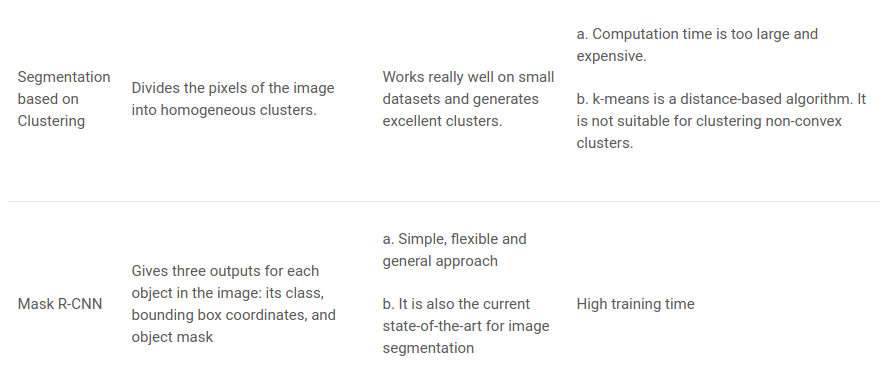 Segmentation
based on
Clustering
Divides the pixels of the image
into homogeneous clusters.
Works really well on small
datasets and generates
excellent clusters.
a. Computation time is too large and
expensive.
b. k-means is a distance-based algorithm. It
is not suitable for clustering non-convex
clusters.
Mask R-CNN
Gives three outputs for each
object in the image: its class,
bounding box coordinates, and
object mask
a. Simple, flexible and
general approach
b. It is also the current
state-of-the-art for image
segmentation
High training time